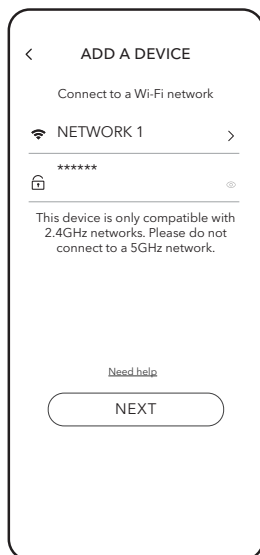 ADD A DEVICE
Connect to a Wi-Fi network
NETWORK 1
******
This device is only compatible with
2.4GHz networks. Please do not
connect to a 5GHz network.
Need help
NEXT